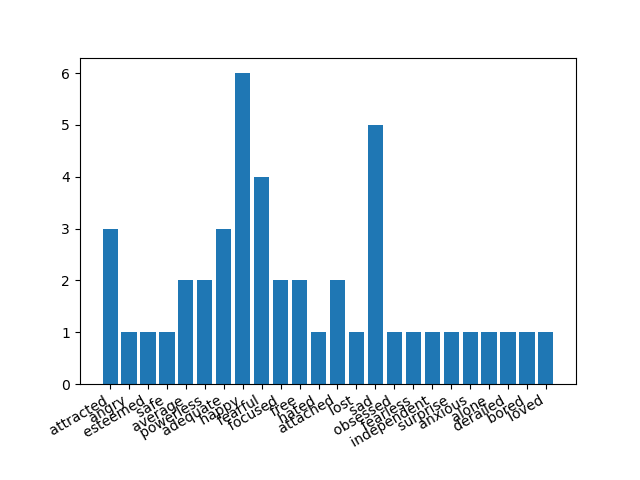 6
5
4
3
2
1
0
attracted
angry
esteemed
safe
average
powerless
adequate
happy
fearful
focused
free
hated
attached
lost
sad
obsessed
fearless
independent
surprise
anxious
alone
derailed
bored
loved